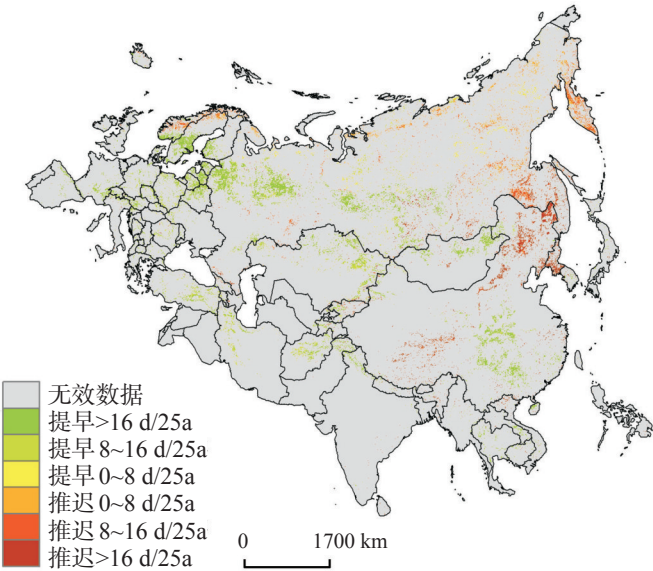 无效数据
提早>16 d/25a
提早8~16 d/25a
提早0~8 d/25a
推迟0~8 d/25a
推迟8~16 d/25a
推迟>16 d/25a
0 1700 km